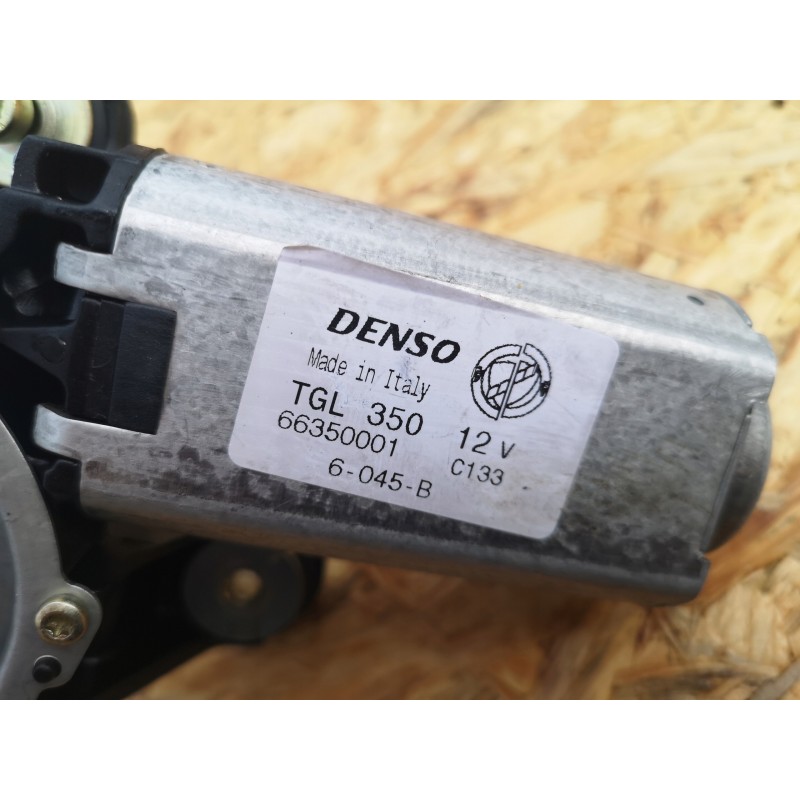 DENSO
Made in Italy
TGL 350 12 V
66350001 C133
6-045-B